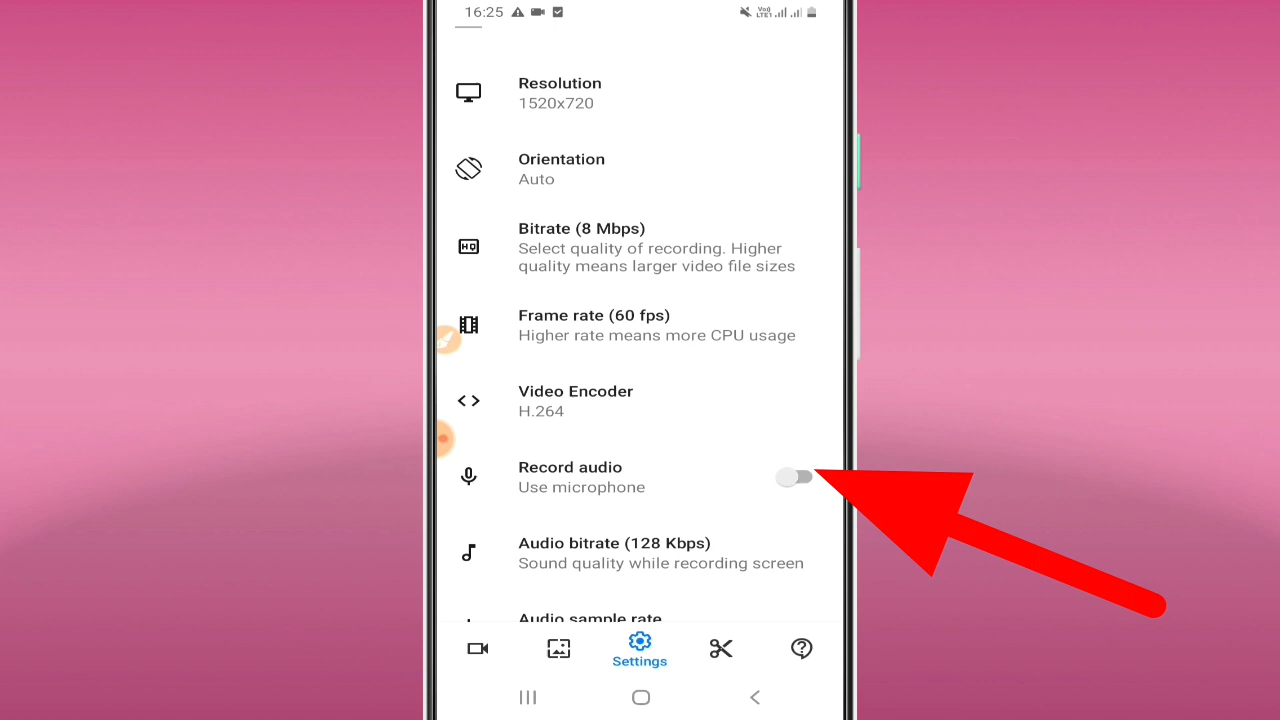 16:25
Resolution
1520x720
Orientation
Auto
Bitrate (8 Mbps)
Select quality of recording. Higher
quality means larger video file sizes
Frame rate (60 fps)
Higher rate means more CPU usage
Video Encoder
H.264
Record audio
Use microphone
Audio bitrate (128 Kbps)
Sound quality while recording screen
Audio sample rate
Settings